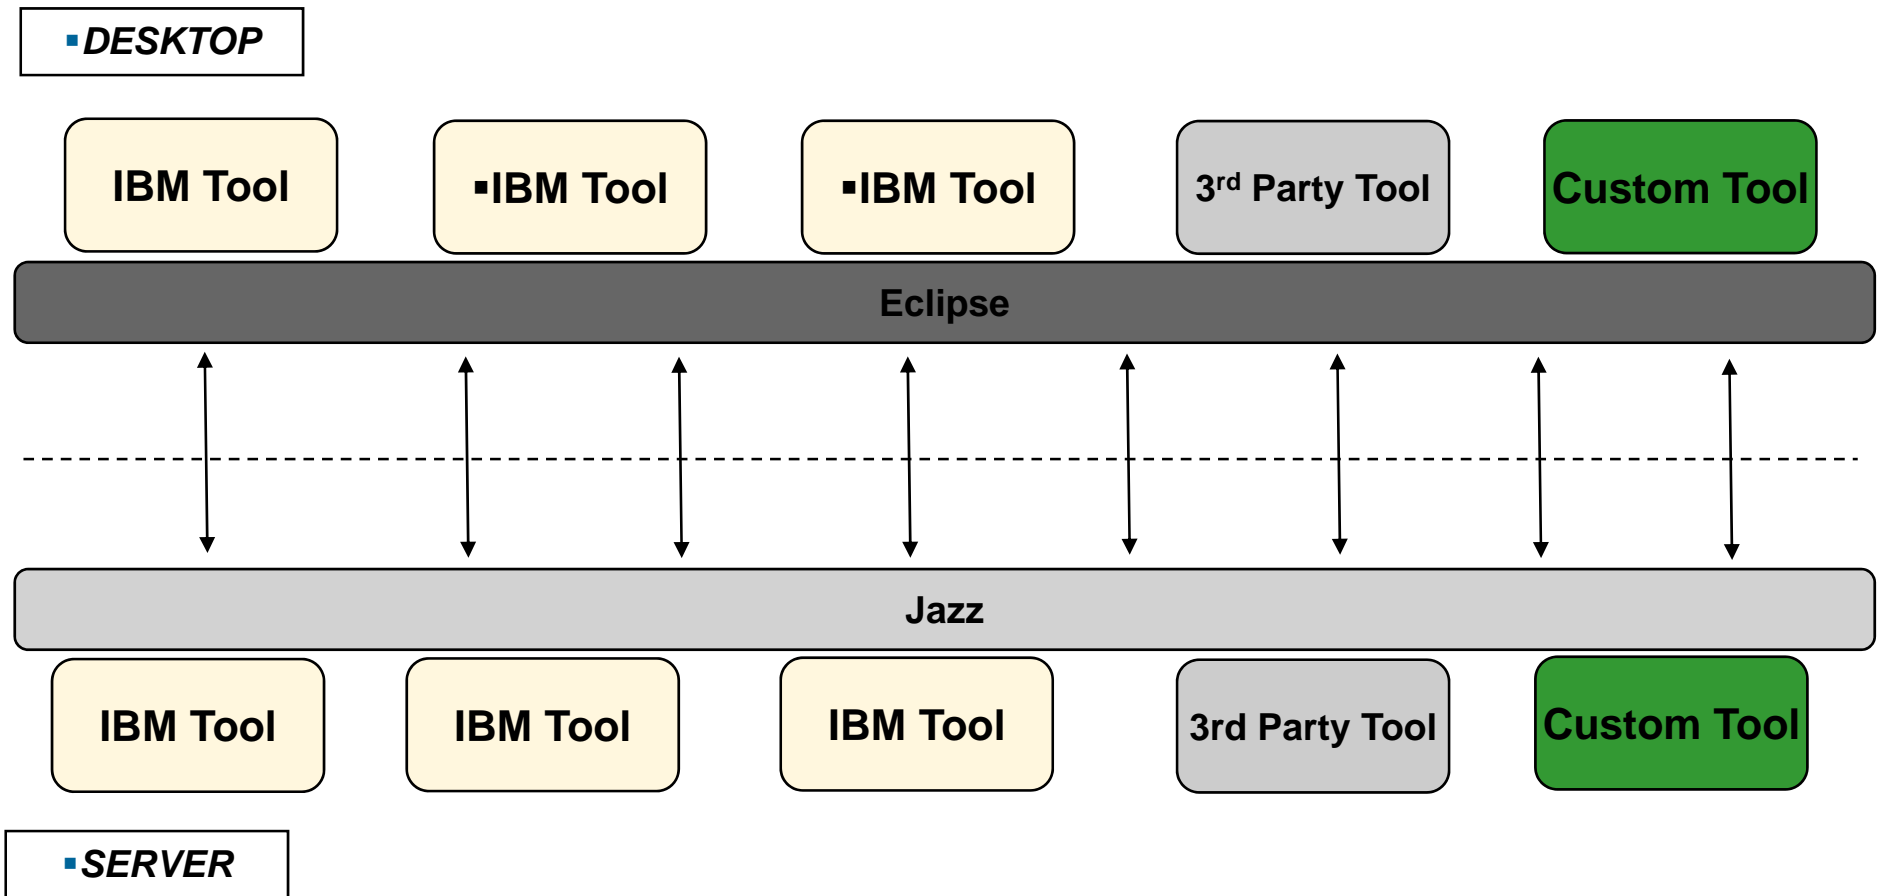 ▪DESKTOP
IBM Tool
▪IBM Tool
▪IBM Tool
3rd Party Tool
Custom Tool
Eclipse
Jazz
IBM Tool
IBM Tool
IBM Tool
3rd Party Tool
Custom Tool
▪SERVER